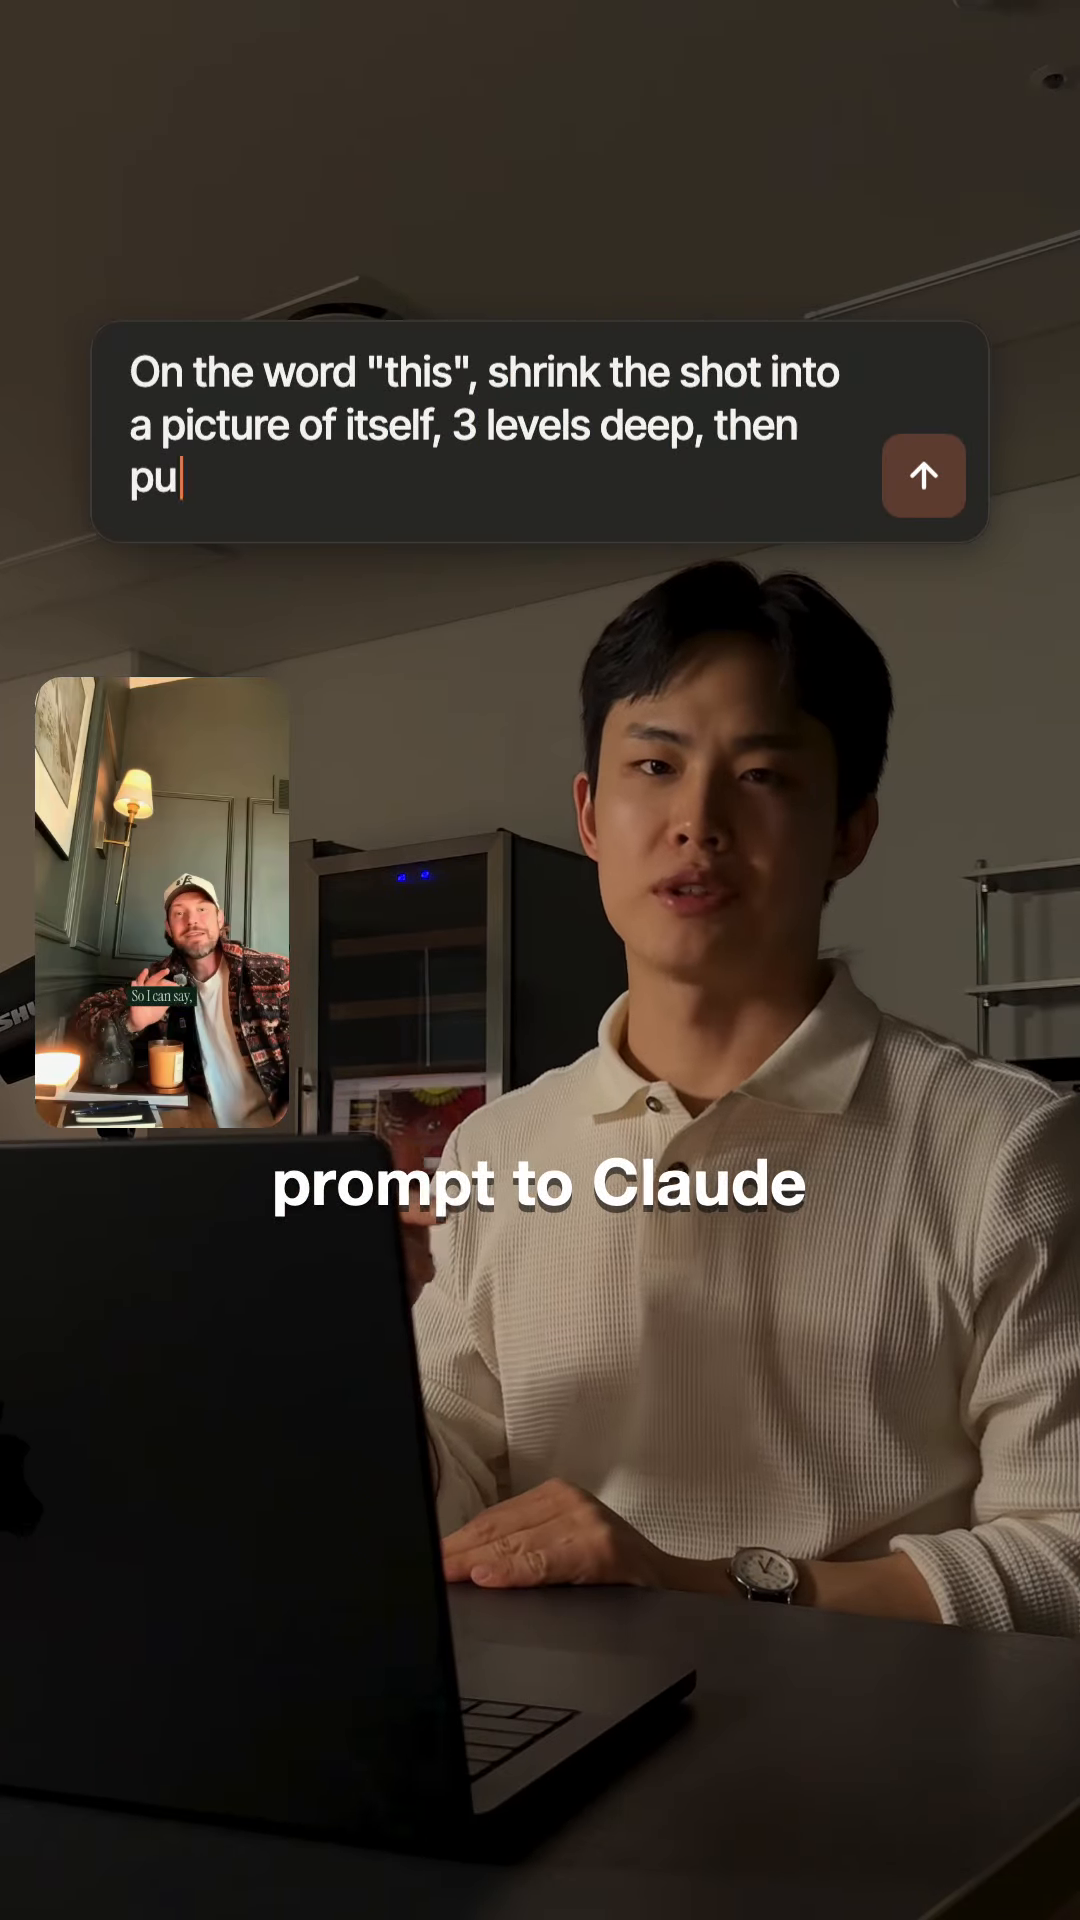 On the word "this", shrink the shot into
a picture of itself, 3 levels deep, then
pu
So I can say,
prompt to Claude